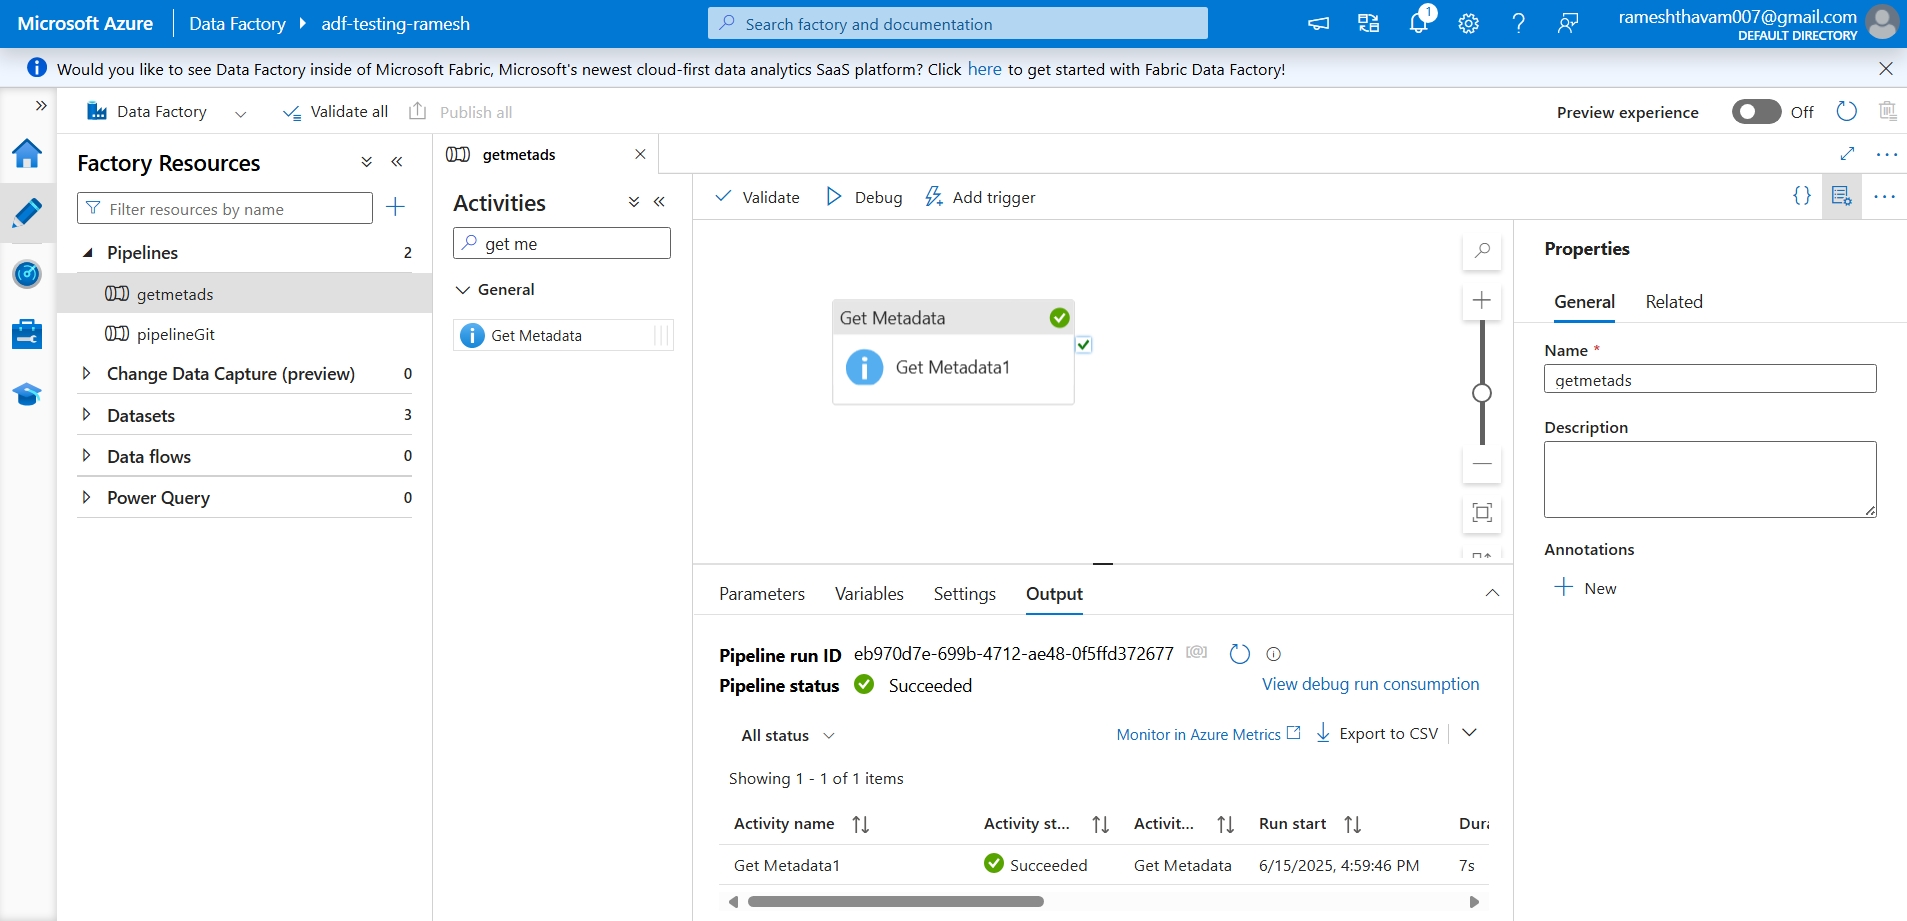 Microsoft Azure
Data Factory
adf-testing-ramesh
Search factory and documentation
1
rameshthavam007@gmail.com
DEFAULT DIRECTORY
Would you like to see Data Factory inside of Microsoft Fabric, Microsoft's newest cloud-first data analytics SaaS platform? Click here to get started with Fabric Data Factory!
Data Factory
Validate all
Publish all
Preview experience
Off
Factory Resources
Filter resources by name
Pipelines 2
getmetads
pipelineGit
Change Data Capture (preview) 0
Datasets 3
Data flows 0
Power Query 0
getmetads
Activities
get me
General
Get Metadata
Validate
Debug
Add trigger
{}
Get Metadata
Get Metadata1
Parameters
Variables
Settings
Output
Pipeline run ID eb970d7e-699b-4712-ae48-0f5ffd372677 [@]
Pipeline status Succeeded
View debug run consumption
All status
Monitor in Azure Metrics
Export to CSV
Showing 1 - 1 of 1 items
Activity name Activity st... Activit... Run start Dura
Get Metadata1 Succeeded Get Metadata 6/15/2025, 4:59:46 PM 7s
Properties
General
Related
Name *
getmetads
Description
Annotations
New